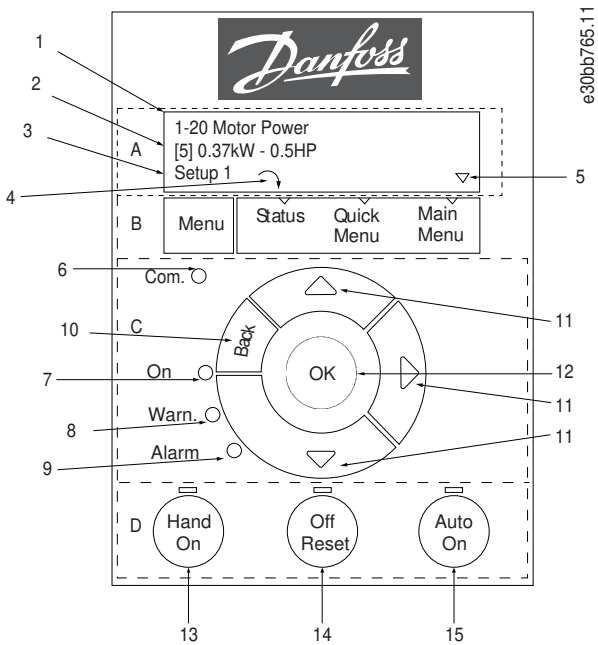 e30bb765.11
Danfoss
1
2
3
4
A
1-20 Motor Power
[5] 0.37kW - 0.5HP
Setup 1
5
B
Menu
Status
Quick
Menu
Main
Menu
6
Com.
C
10
Back
11
On
7
OK
12
11
Warn.
8
11
Alarm
9
D
Hand
On
Off
Reset
Auto
On
13
14
15